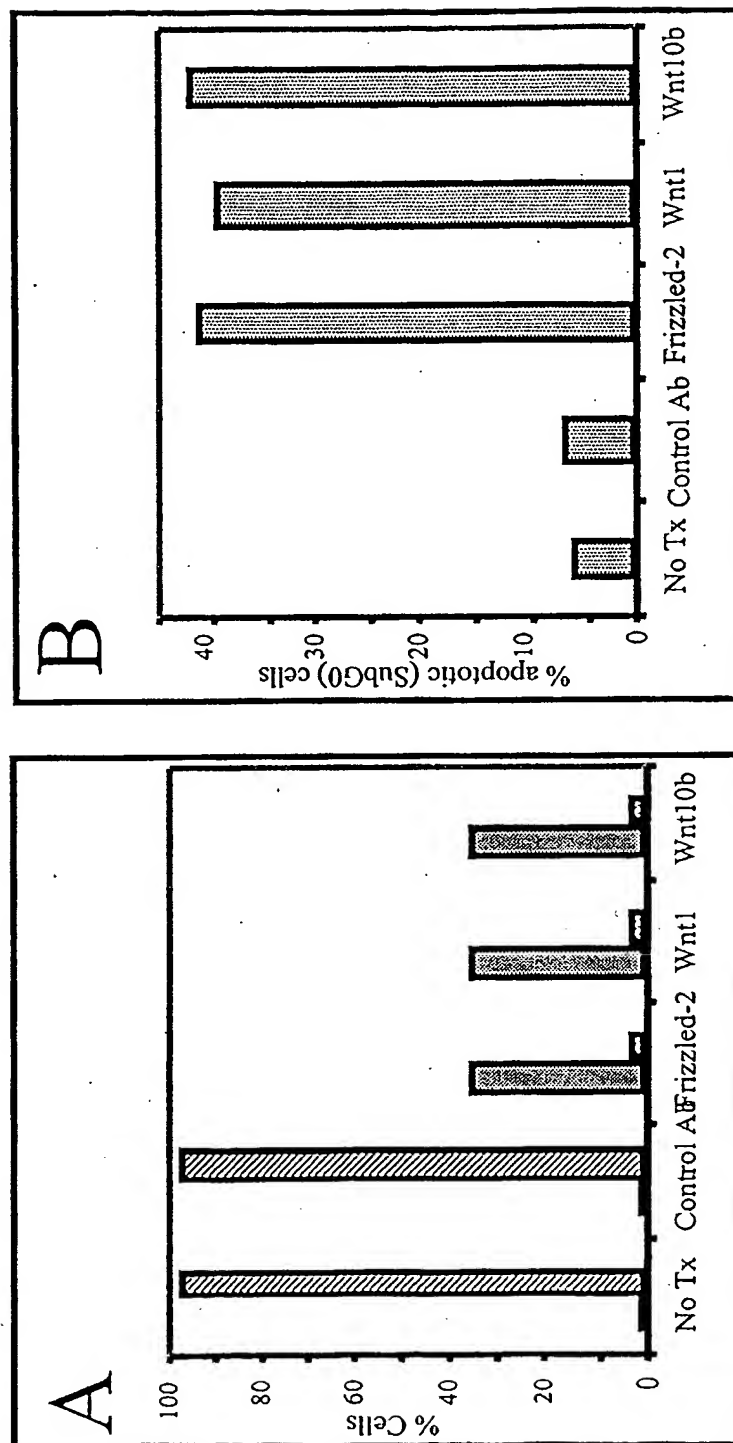 A
% Cells
100
80
60
40
20
0
No Tx
Control Ab
Frizzled-2
Wnt1
Wnt10b
B
% apoptotic (SubG0) cells
40
30
20
10
0
No Tx
Control Ab
Frizzled-2
Wnt1
Wnt10b